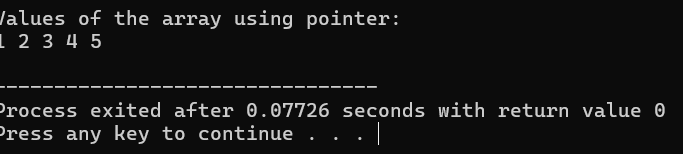 Values of the array using pointer:
1 2 3 4 5
--------------------------------
Process exited after 0.07726 seconds with return value 0
Press any key to continue . . .